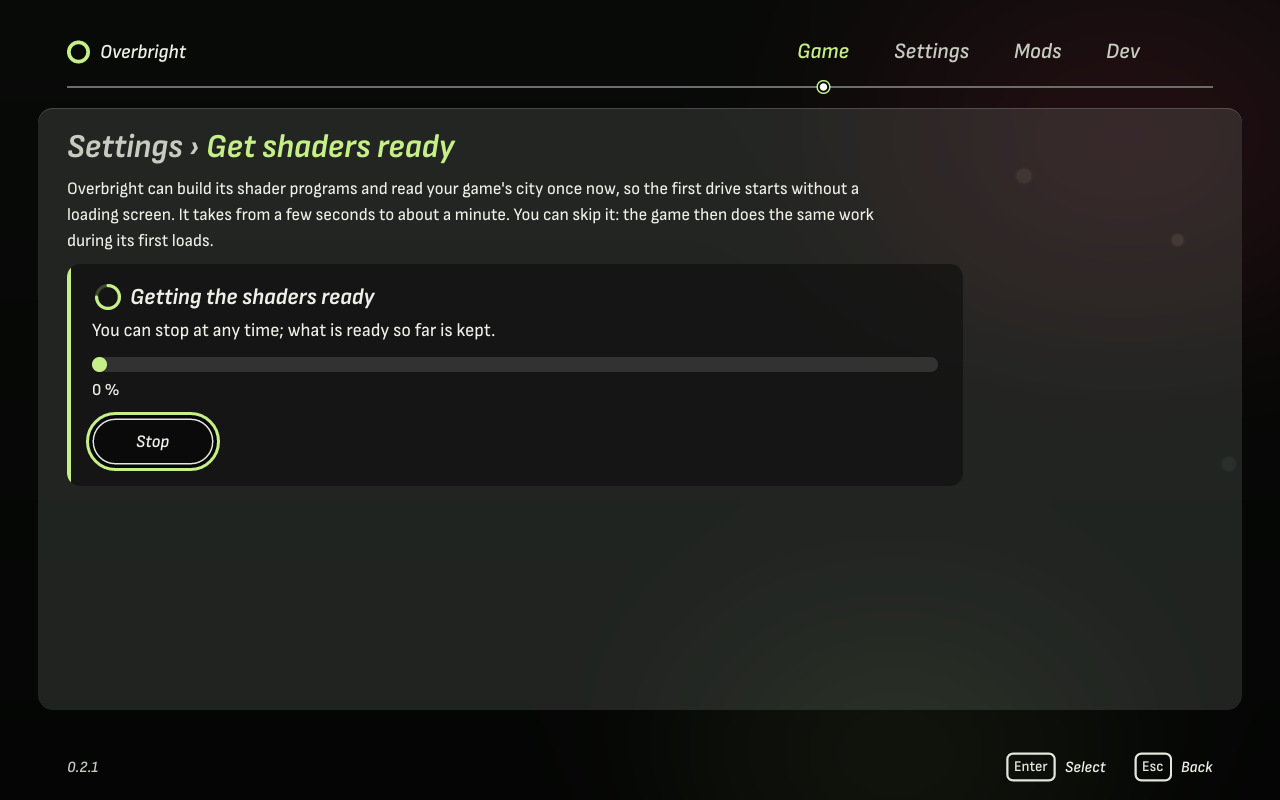 Overbright
Game
Settings
Mods
Dev
Settings › Get shaders ready
Overbright can build its shader programs and read your game's city once now, so the first drive starts without a
loading screen. It takes from a few seconds to about a minute. You can skip it: the game then does the same work
during its first loads.
Getting the shaders ready
You can stop at any time; what is ready so far is kept.
0 %
Stop
0.2.1
Enter Select
Esc Back